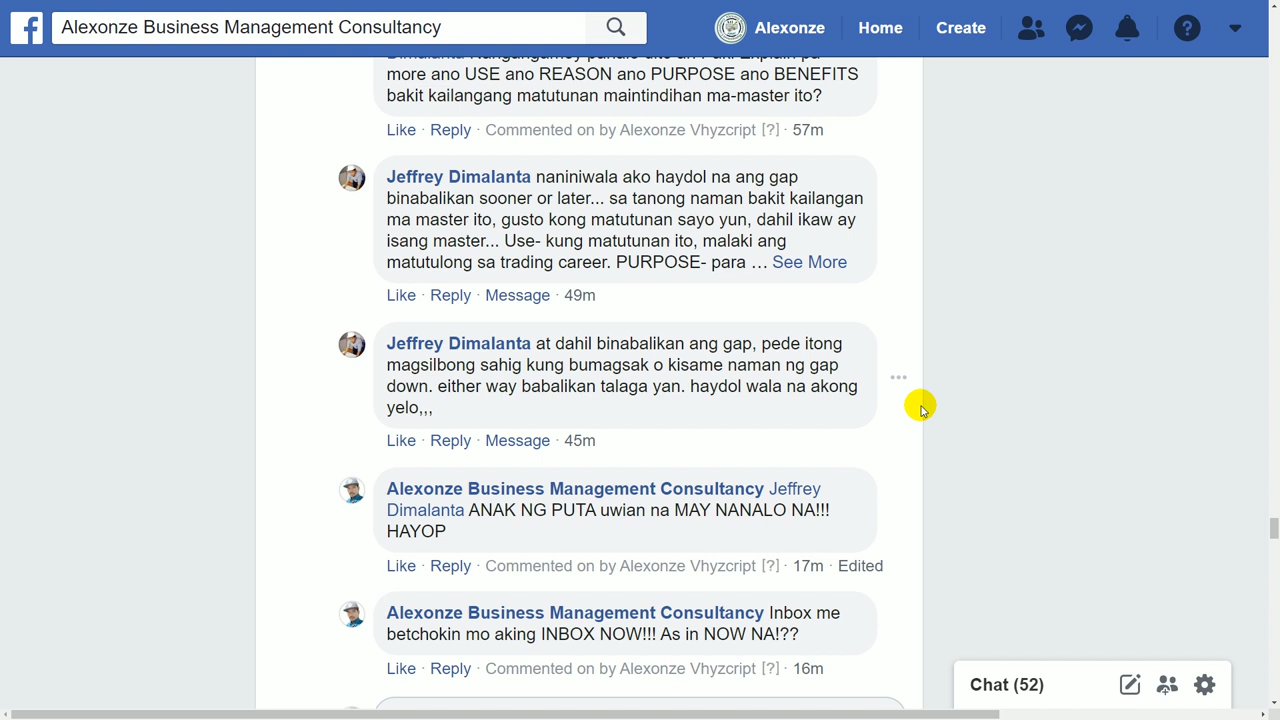 Alexonze Business Management Consultancy
Alexonze
Home
Create
more ano USE ano REASON ano PURPOSE ano BENEFITS
bakit kailangang matutunan maintindihan ma-master ito?
Like · Reply · Commented on by Alexonze Vhyzcript [?] · 57m
Jeffrey Dimalanta naniniwala ako haydol na ang gap
binabalikan sooner or later... sa tanong naman bakit kailangan
ma master ito, gusto kong matutunan sayo yun, dahil ikaw ay
isang master... Use- kung matutunan ito, malaki ang
matutulong sa trading career. PURPOSE- para … See More
Like · Reply · Message · 49m
Jeffrey Dimalanta at dahil binabalikan ang gap, pede itong
magsilbong sahig kung bumagsak o kisame naman ng gap
down. either way babalikan talaga yan. haydol wala na akong
yelo,,,
Like · Reply · Message · 45m
Alexonze Business Management Consultancy Jeffrey
Dimalanta ANAK NG PUTA uwian na MAY NANALO NA!!!
HAYOP
Like · Reply · Commented on by Alexonze Vhyzcript [?] · 17m · Edited
Alexonze Business Management Consultancy Inbox me
betchokin mo aking INBOX NOW!!! As in NOW NA!??
Like · Reply · Commented on by Alexonze Vhyzcript [?] · 16m
Chat (52)